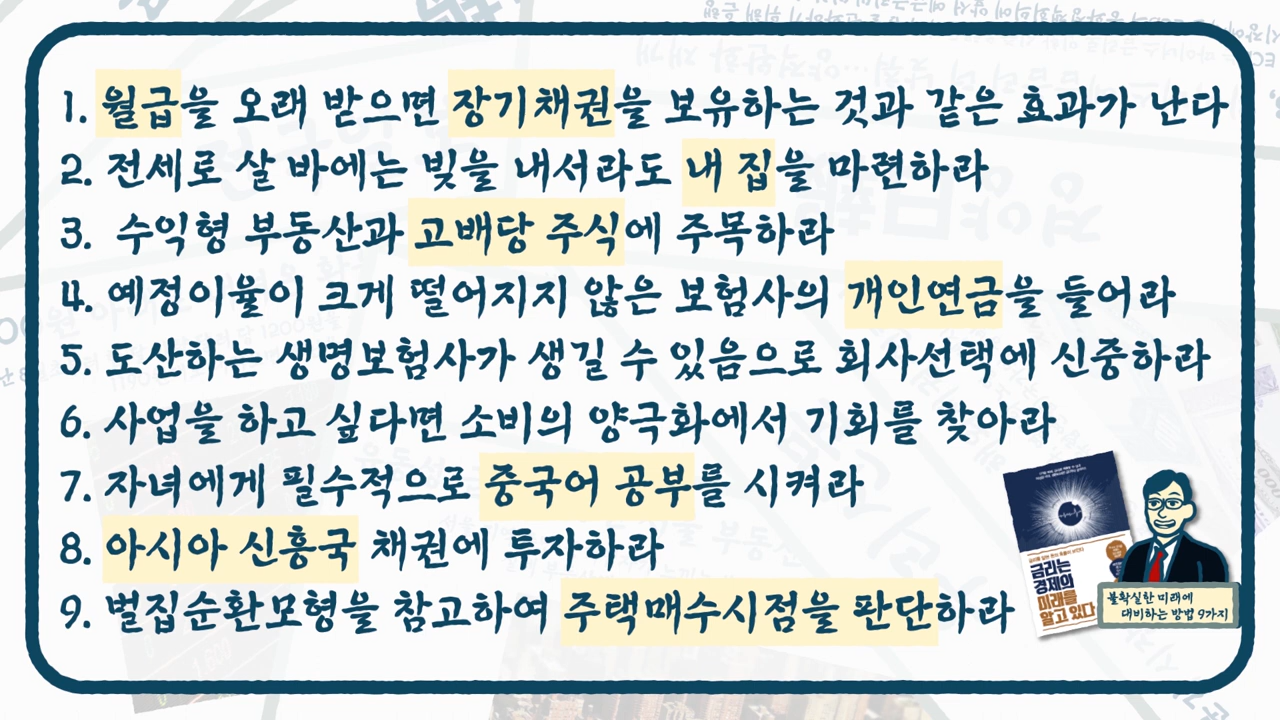 1. 월급을 오래 받으면 장기채권을 보유하는 것과 같은 효과가 난다
2. 전세로 살 바에는 빚을 내서라도 내 집을 마련하라
3. 수익형 부동산과 고배당 주식에 주목하라
4. 예정이율이 크게 떨어지지 않은 보험사의 개인연금을 들어라
5. 도산하는 생명보험사가 생길 수 있음으로 회사선택에 신중하라
6. 사업을 하고 싶다면 소비의 양극화에서 기회를 찾아라
7. 자녀에게 필수적으로 중국어 공부를 시켜라
8. 아시아 신흥국 채권에 투자하라
9. 벌집순환모형을 참고하여 주택매수시점을 판단하라
금리는
경제의
미래를
알고 있다
불확실한 미래에
대비하는 방법 9가지